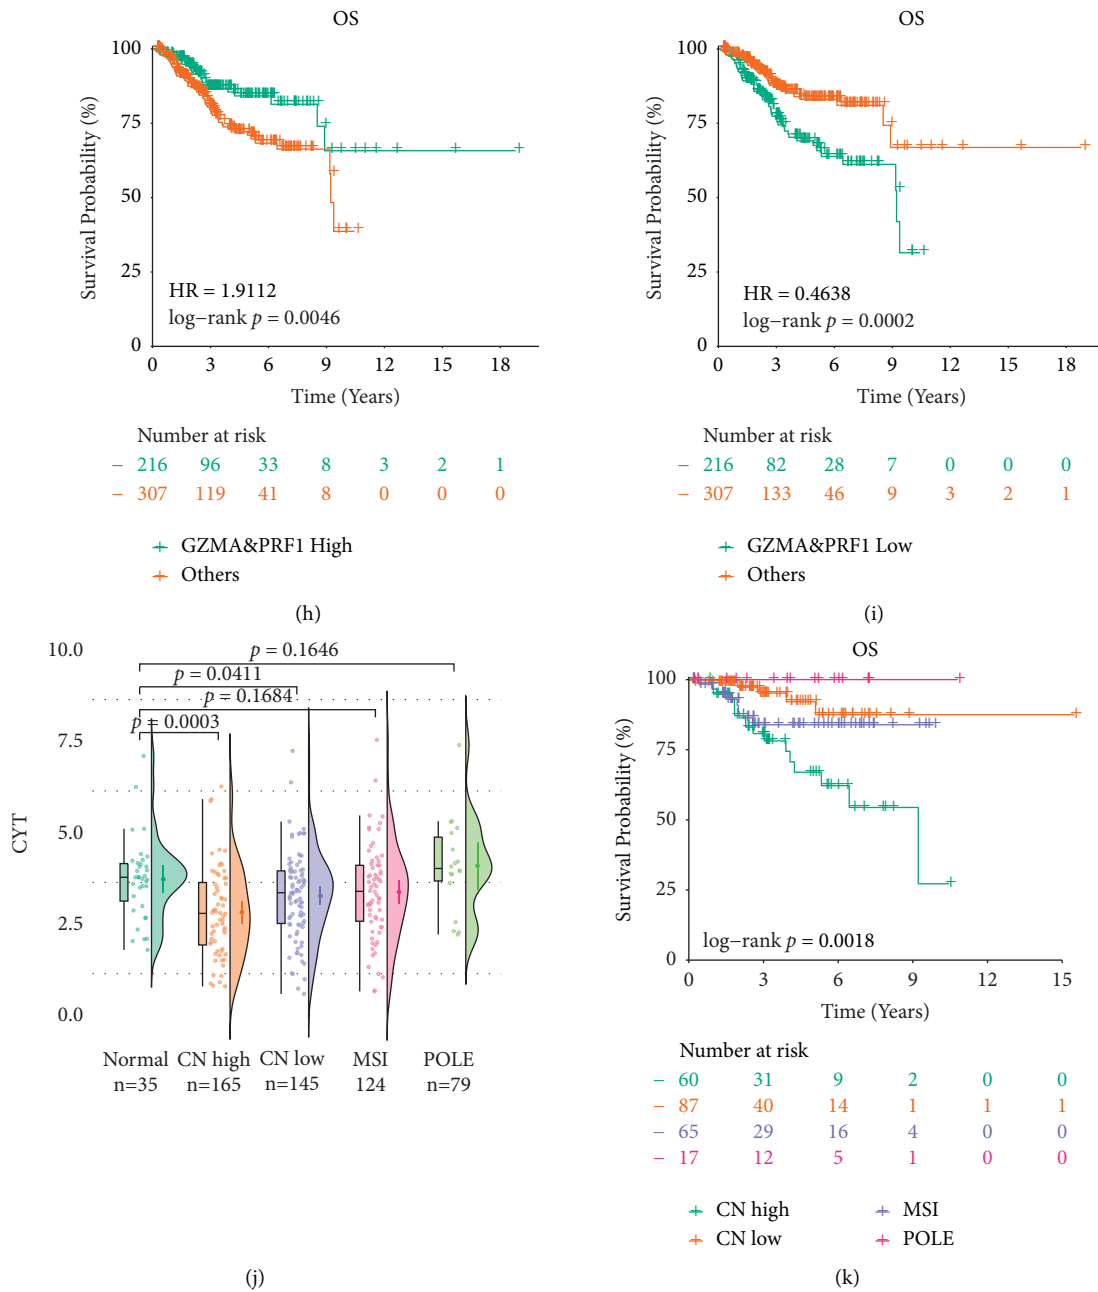 OS
100
75
50
25
0
Survival Probability (%)
HR = 1.9112
log−rank p = 0.0046
0 3 6 9 12 15 18
Time (Years)
Number at risk
− 216 96 33 8 3 2 1
− 307 119 41 8 0 0 0
GZMA&PRF1 High
Others
(h)
OS
100
75
50
25
0
Survival Probability (%)
HR = 0.4638
log−rank p = 0.0002
0 3 6 9 12 15 18
Time (Years)
Number at risk
− 216 82 28 7 0 0 0
− 307 133 46 9 3 2 1
GZMA&PRF1 Low
Others
(i)
10.0
7.5
5.0
2.5
0.0
CYT
p = 0.1646
p = 0.0411
p = 0.1684
p = 0.0003
Normal CN high CN low MSI POLE
n=35 n=165 n=145 124 n=79
(j)
OS
100
75
50
25
0
Survival Probability (%)
log−rank p = 0.0018
0 3 6 9 12 15
Time (Years)
Number at risk
− 60 31 9 2 0 0
− 87 40 14 1 1 1
− 65 29 16 4 0 0
− 17 12 5 1 0 0
CN high MSI
CN low POLE
(k)